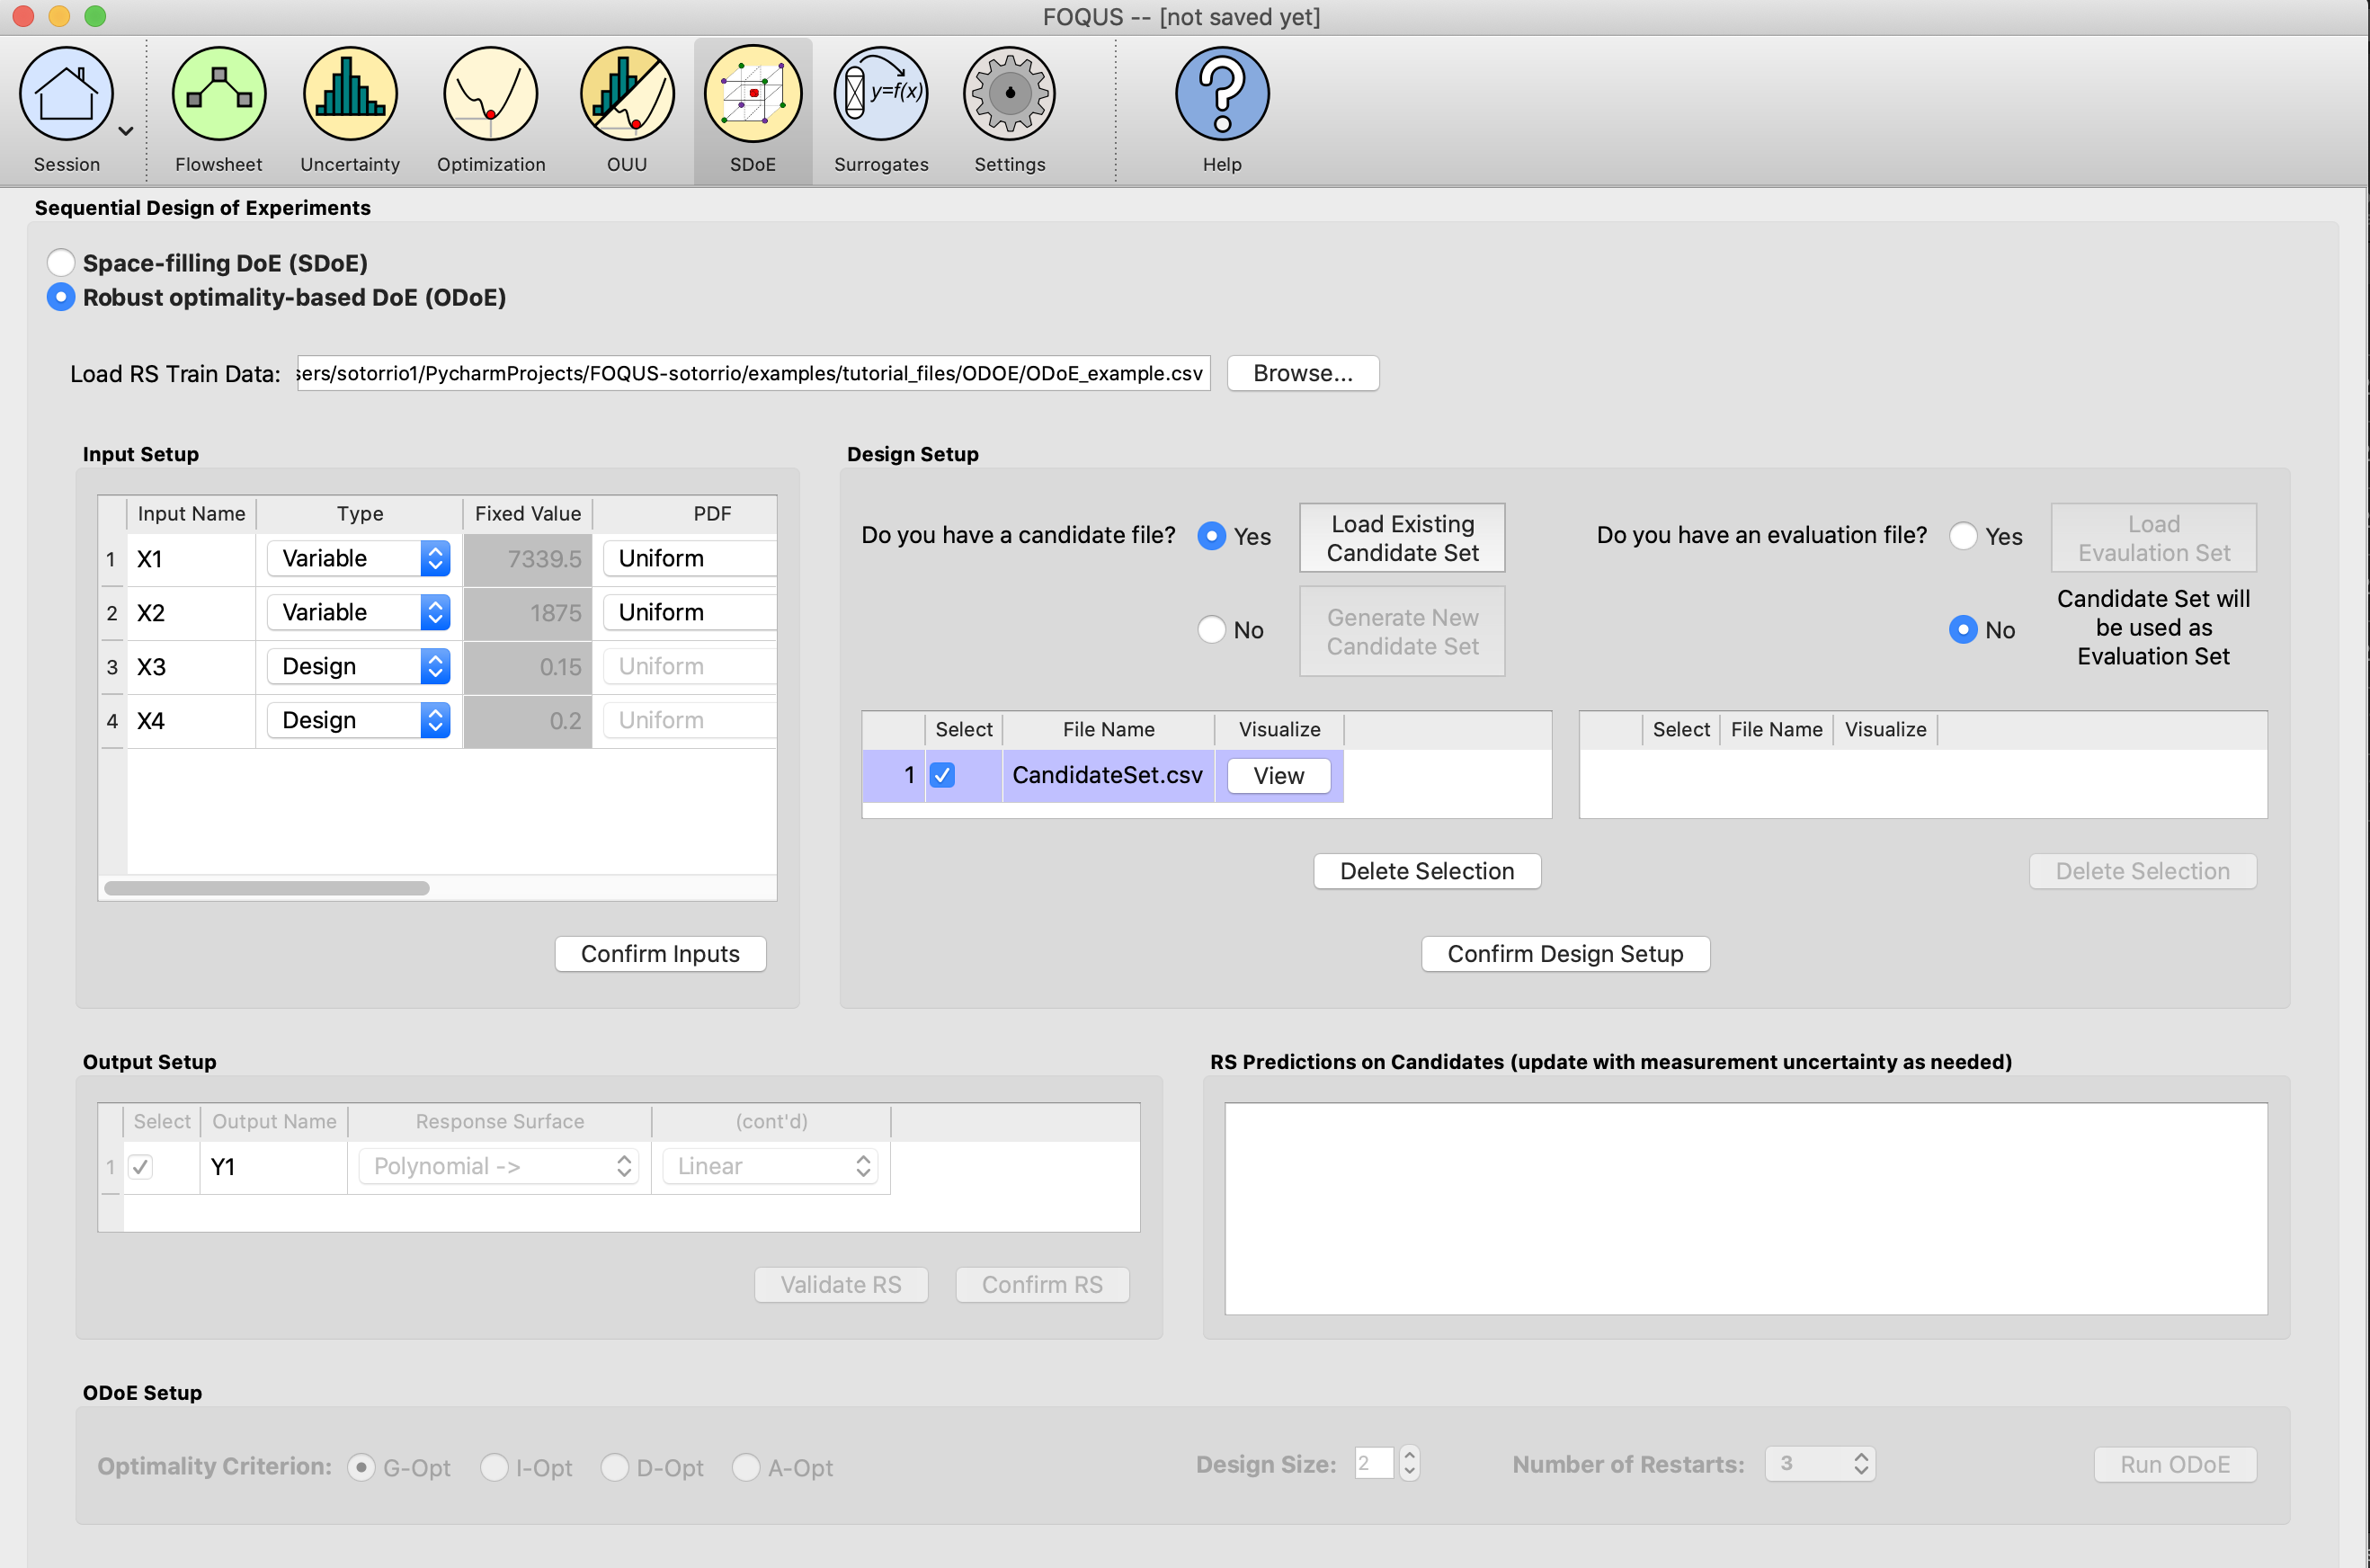 FOQUS -- [not saved yet]
Session
Flowsheet
Uncertainty
Optimization
OUU
SDoE
y=f(x)
Surrogates
Settings
Help
Sequential Design of Experiments
Space-filling DoE (SDoE)
Robust optimality-based DoE (ODoE)
Load RS Train Data: sers/sotorrio1/PycharmProjects/FOQUS-sotorrio/examples/tutorial_files/ODOE/ODoE_example.csv Browse...
Input Setup
Input Name Type Fixed Value PDF
1 X1 Variable 7339.5 Uniform
2 X2 Variable 1875 Uniform
3 X3 Design 0.15 Uniform
4 X4 Design 0.2 Uniform
Confirm Inputs
Design Setup
Do you have a candidate file? Yes
Load Existing
Candidate Set
No
Generate New
Candidate Set
Do you have an evaluation file? Yes
Load
Evaulation Set
No
Candidate Set will
be used as
Evaluation Set
Select File Name Visualize
1 CandidateSet.csv View
Select File Name Visualize
Delete Selection
Delete Selection
Confirm Design Setup
Output Setup
Select Output Name Response Surface (cont'd)
1 Y1 Polynomial -> Linear
Validate RS Confirm RS
RS Predictions on Candidates (update with measurement uncertainty as needed)
ODoE Setup
Optimality Criterion: G-Opt I-Opt D-Opt A-Opt Design Size: 2 Number of Restarts: 3 Run ODoE